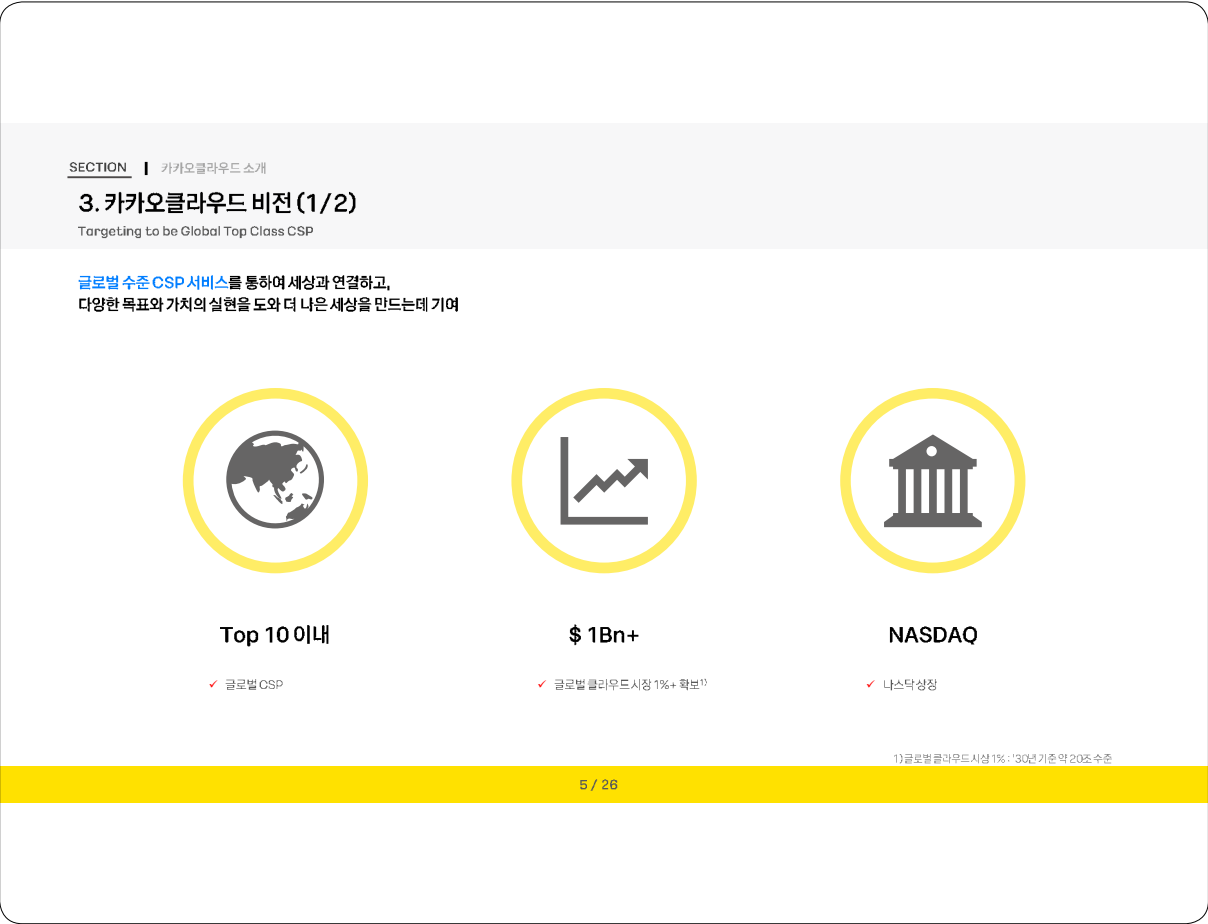 SECTION | 카카오클라우드 소개
3. 카카오클라우드 비전 (1/2)
Targeting to be Global Top Class CSP
글로벌 수준 CSP 서비스를 통하여 세상과 연결하고,
다양한 목표와 가치의 실현을 도와 더 나은 세상을 만드는데 기여
Top 10 이내
$ 1Bn+
NASDAQ
✓ 글로벌 CSP
✓ 글로벌 클라우드 시장 1%+ 확보1)
✓ 나스닥 상장
1) 글로벌 클라우드 시장 1% : '30년 기준 약 20조 수준
5 / 26